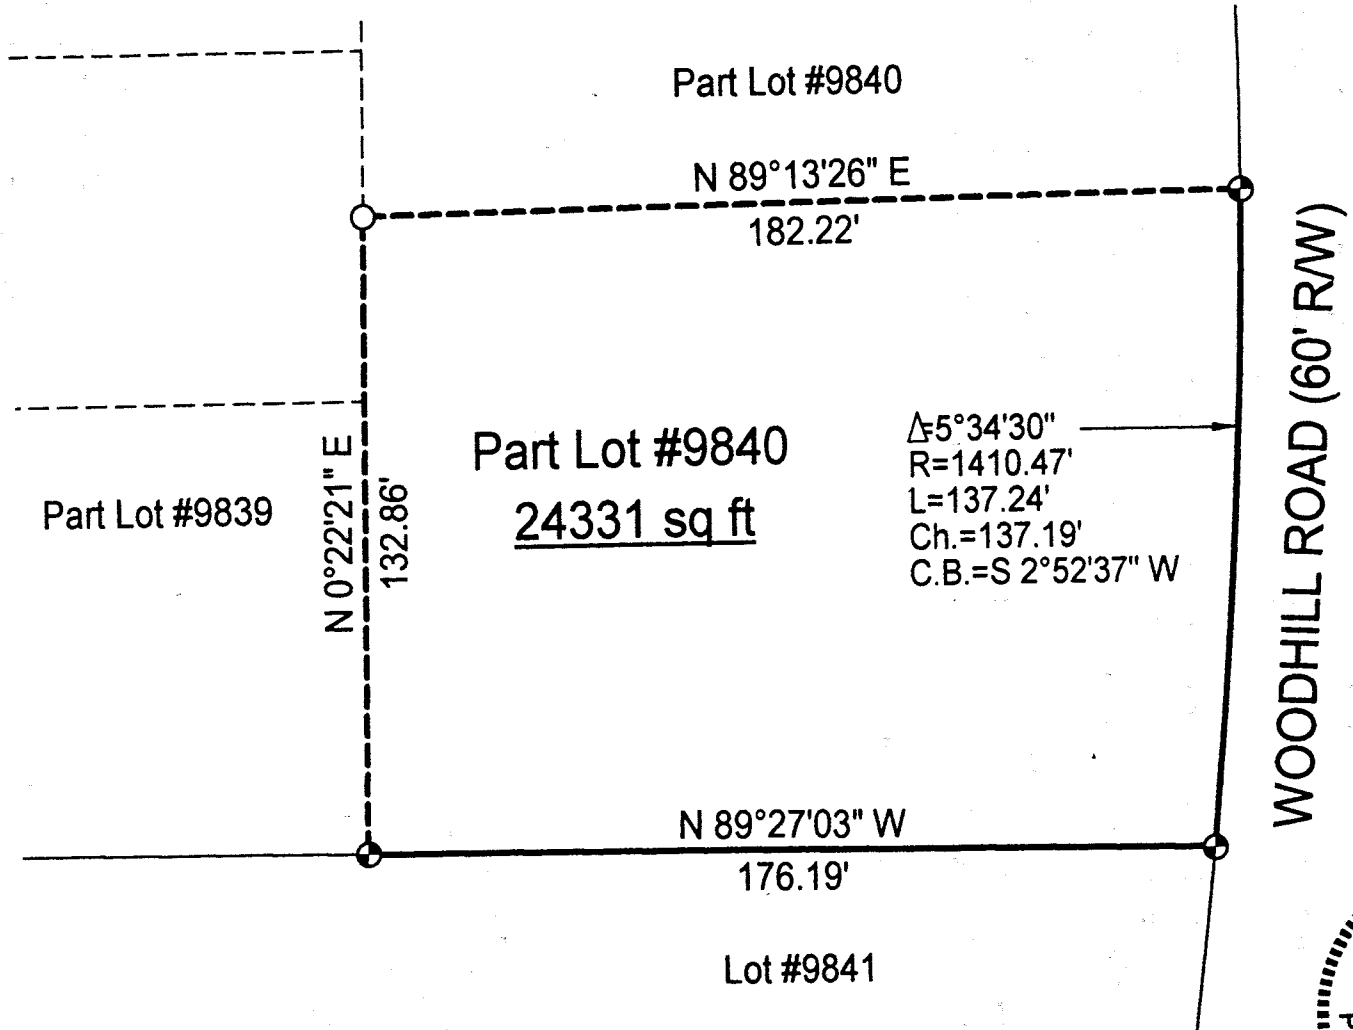 Part Lot #9840
N 89°13'26" E
182.22'
WOODHILL ROAD (60' R/W)
Δ=5°34'30"
R=1410.47'
L=137.24'
Ch.=137.19'
C.B.=S 2°52'37" W
Part Lot #9840
24331 sq ft
N 0°22'21" E
132.86'
Part Lot #9839
N 89°27'03" W
176.19'
Lot #9841